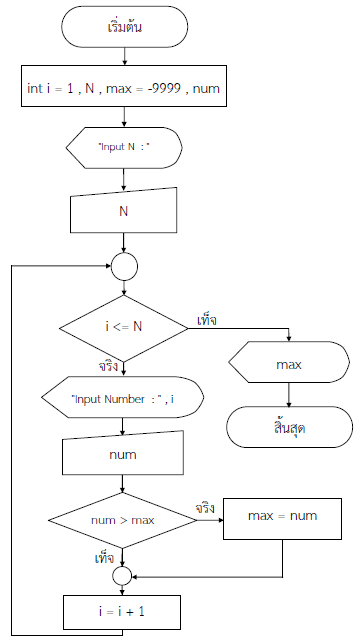 เริ่มต้น
int i = 1 , N , max = -9999 , num
"Input N : "
N
i <= N
เท็จ
max
จริง
สิ้นสุด
"Input Number : " , i
num
num > max
จริง
max = num
เท็จ
i = i + 1